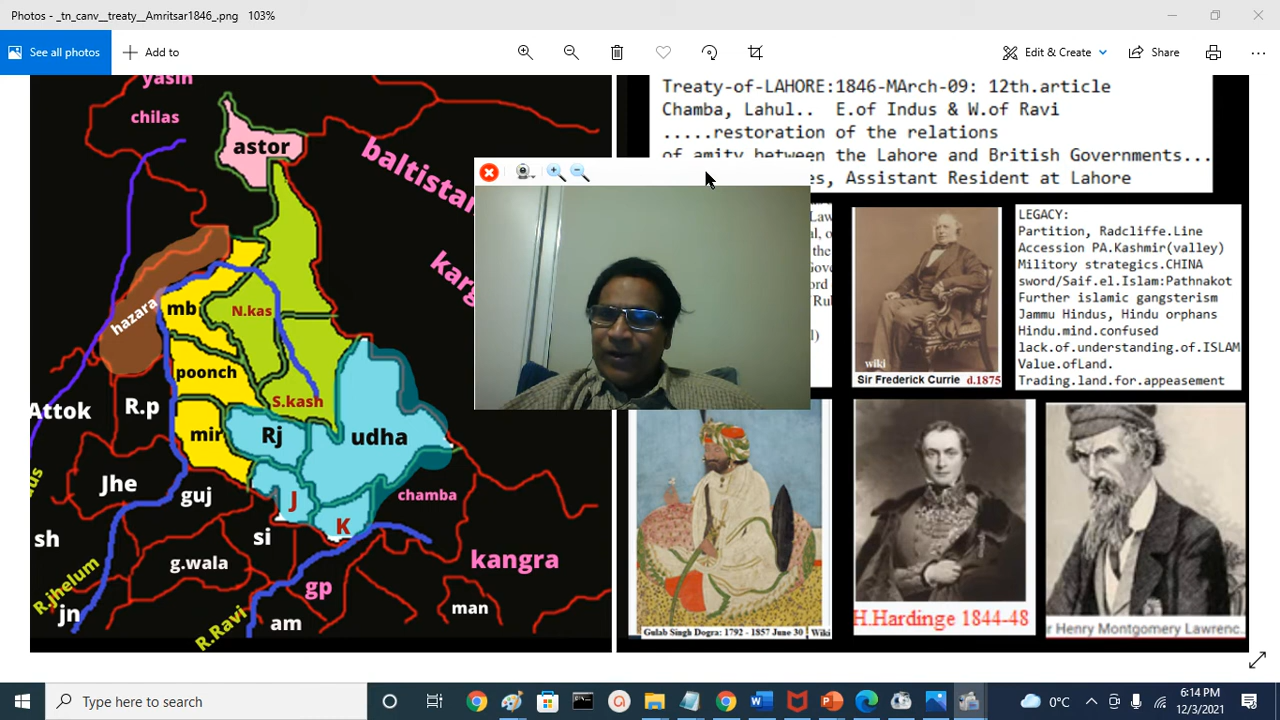 Photos - _tn_canv__treaty__Amritsar1846_.png   103%
See all photos
Add to
Edit & Create
Share
yasin
chilas
astor
baltistan
hazara
mb
N.kas
poonch
Attok
R.p
S.kash
mir
Rj
udha
Jhe
guj
J
chamba
K
sh
si
g.wala
kangra
R.jhelum
gp
man
jn
R.Ravi
am
Treaty-of-LAHORE:1846-MArch-09: 12th.article
Chamba, Lahul.. E.of Indus & W.of Ravi
.....restoration of the relations
of amity between the Lahore and British Governments...
, Assistant Resident at Lahore
wiki
Sir Frederick Currie d.1875
LEGACY:
Partition, Radcliffe.Line
Accession PA.Kashmir(valley)
Military strategics.CHINA
sword/Saif.el.Islam:Pathnakot
Further islamic gangsterism
Jammu Hindus, Hindu orphans
Hindu.mind.confused
lack.of.understanding.of.ISLAM
Value.ofLand.
Trading.land.for.appeasement
Gulab Singh Dogra: 1792 - 1857 June 30 Wiki
H.Hardinge 1844-48
r Henry Montgomery Lawrenc...
Type here to search
0°C
6:14 PM
12/3/2021